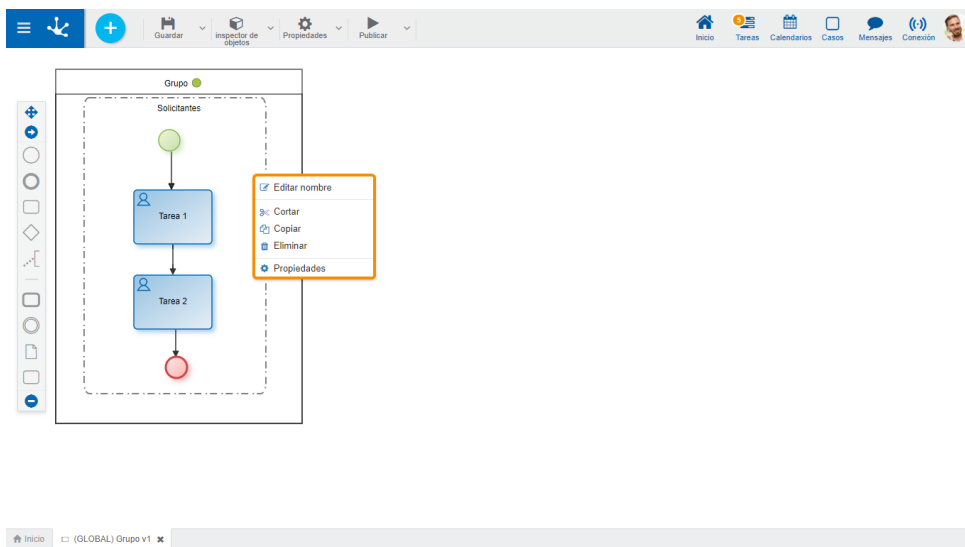 Guardar
inspector de
objetos
Propiedades
Publicar
Inicio
5
Tareas
Calendarios
Casos
Mensajes
Conexión
Grupo
Solicitantes
Tarea 1
Tarea 2
Editar nombre
Cortar
Copiar
Eliminar
Propiedades
Inicio
(GLOBAL) Grupo v1